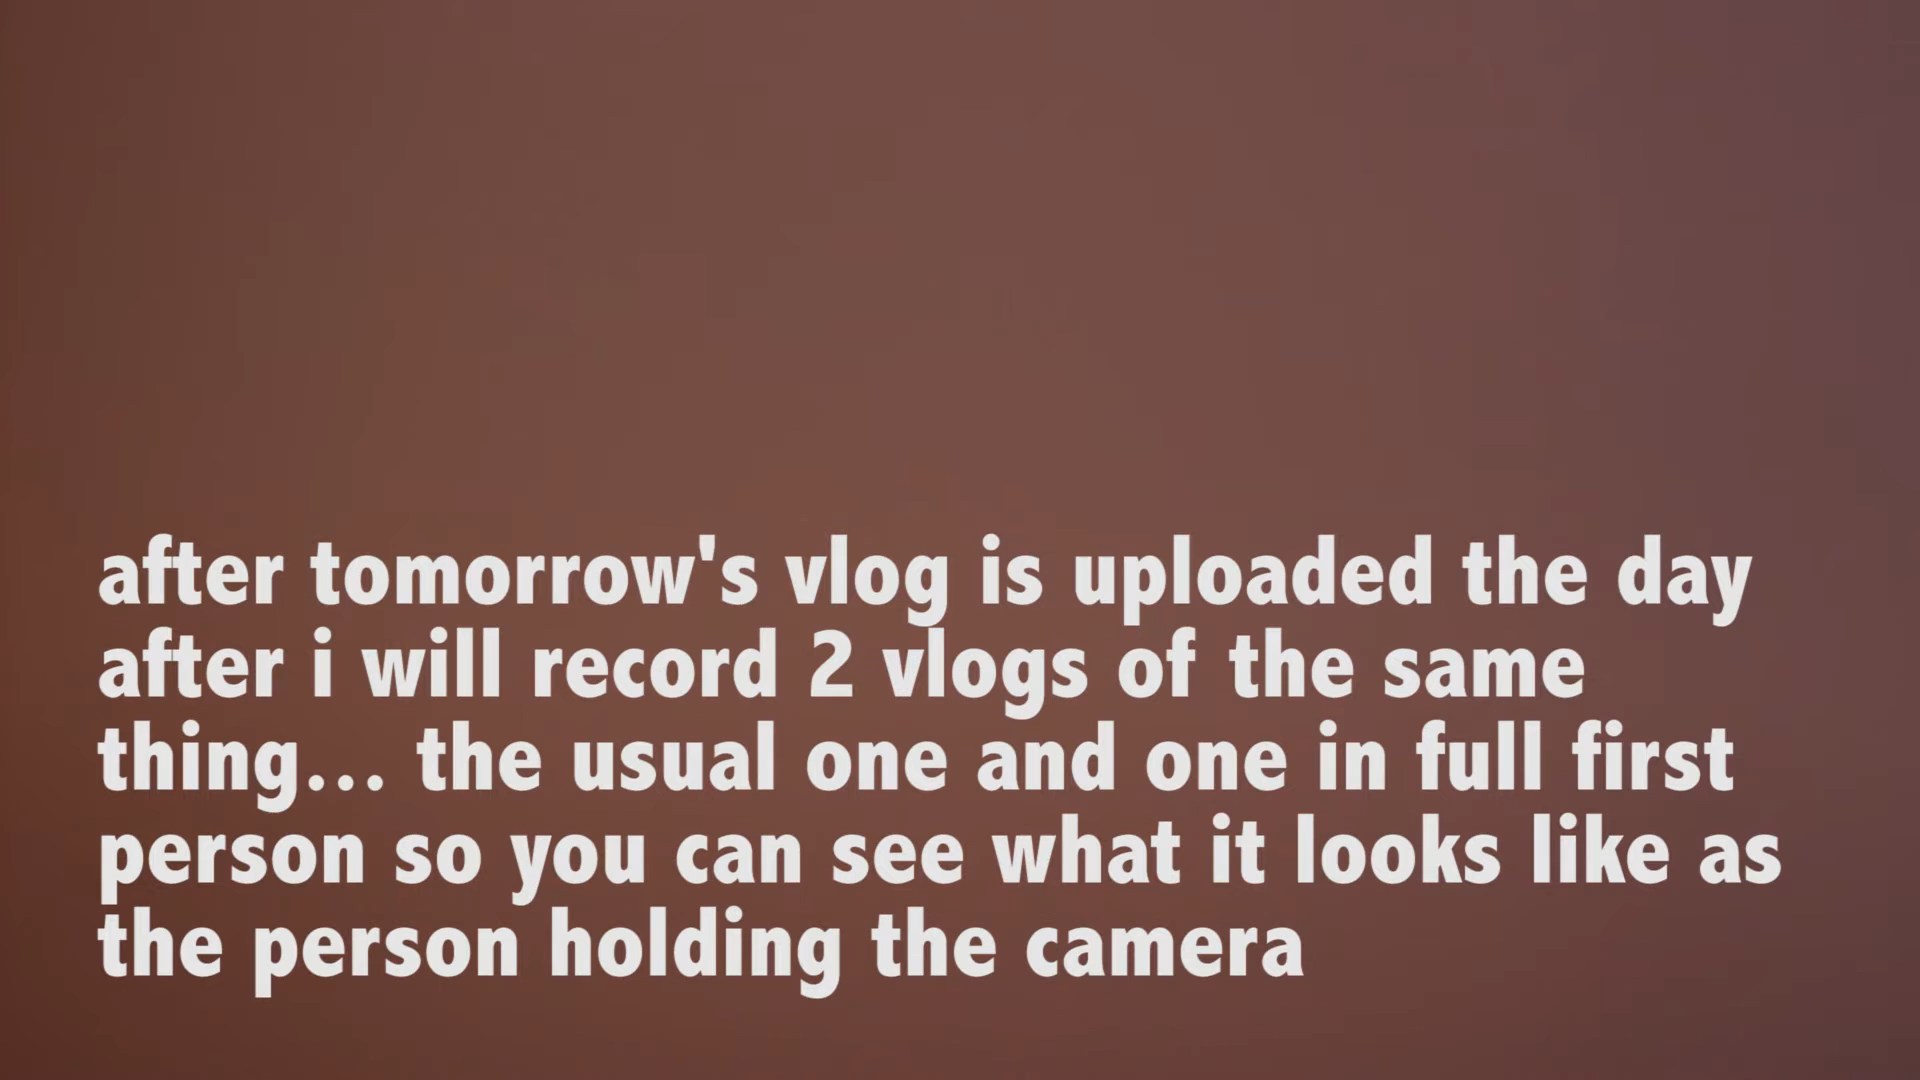 after tomorrow's vlog is uploaded the day
after i will record 2 vlogs of the same
thing... the usual one and one in full first
person so you can see what it looks like as
the person holding the camera